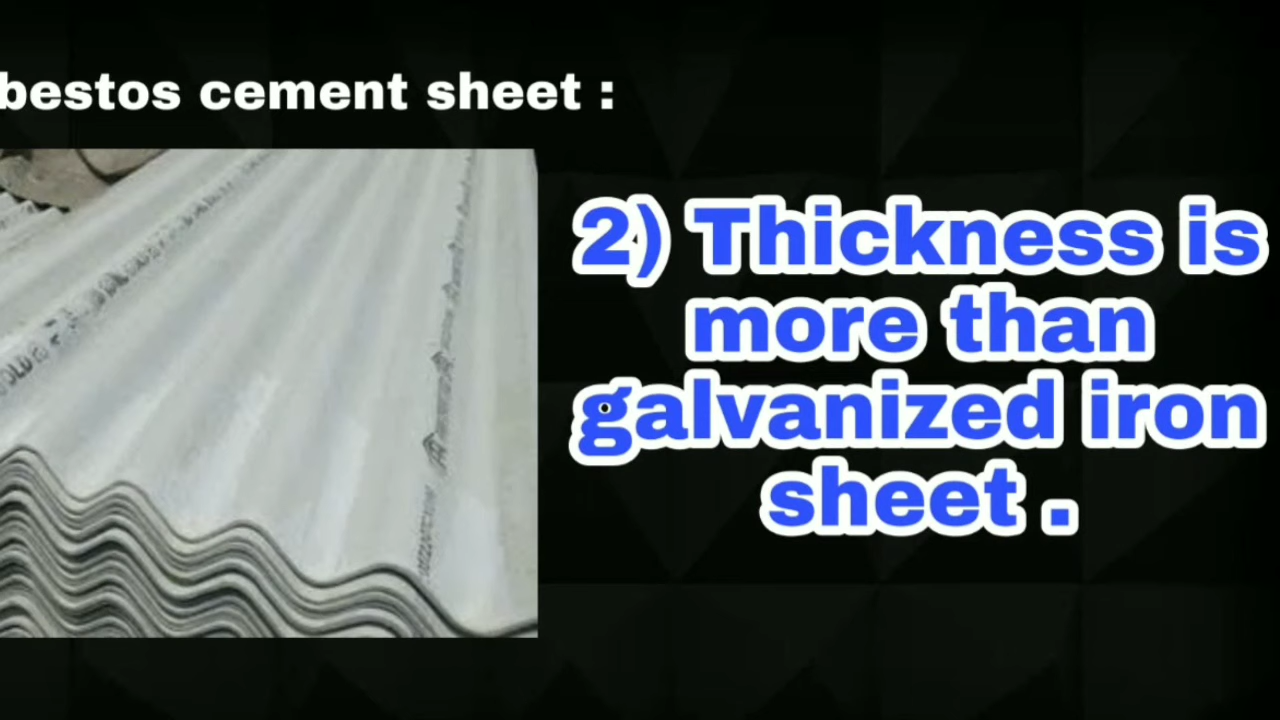 bestos cement sheet :
2) Thickness is
more than
galvanized iron
sheet .